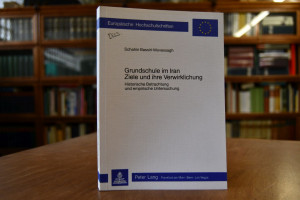 Europäische Hochschulschriften
Grundschule im Iran
Ziele und ihre Verwirklichung
Historische Betrachtung
und empirische Untersuchung
Peter Lang